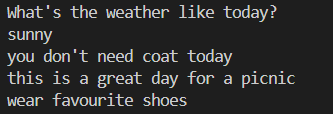 What's the weather like today?
sunny
you don't need coat today
this is a great day for a picnic
wear favourite shoes